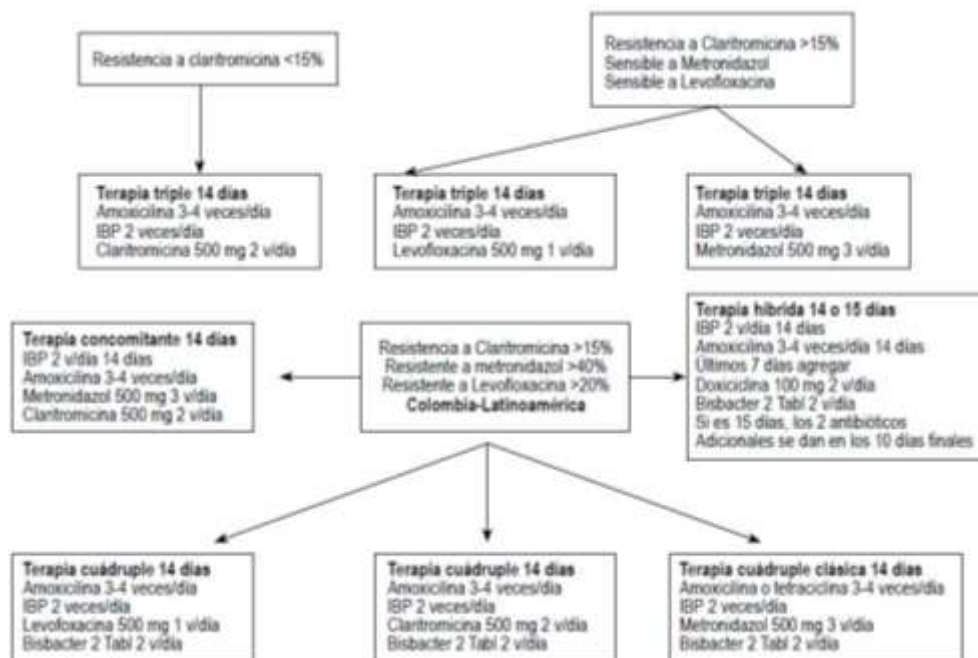 Resistencia a claritromicina <15%
Resistencia a Claritromicina >15%
Sensible a Metronidazol
Sensible a Levofloxacina
Terapia triple 14 días
Amoxicilina 3-4 veces/día
IBP 2 veces/día
Claritromicina 500 mg 2 v/día
Terapia triple 14 días
Amoxicilina 3-4 veces/día
IBP 2 veces/día
Levofloxacina 500 mg 1 v/día
Terapia triple 14 días
Amoxicilina 3-4 veces/día
IBP 2 veces/día
Metronidazol 500 mg 3 v/día
Terapia concomitante 14 días
IBP 2 v/día 14 días
Amoxicilina 3-4 veces/día
Metronidazol 500 mg 3 v/día
Claritromicina 500 mg 2 v/día
Resistencia a Claritromicina >15%
Resistente a metronidazol >40%
Resistente a Levofloxacina >20%
Colombia-Latinoamérica
Terapia híbrida 14 o 15 días
IBP 2 v/día 14 días
Amoxicilina 3-4 veces/día 14 días
Últimos 7 días agregar
Doxiciclina 100 mg 2 v/día
Bisbacter 2 Tabl 2 v/día
Si es 15 días, los 2 antibióticos
Adicionales se dan en los 10 días finales
Terapia cuádruple 14 días
Amoxicilina 3-4 veces/día
IBP 2 veces/día
Levofoxacina 500 mg 1 v/día
Bisbacter 2 Tabl 2 v/día
Terapia cuádruple 14 días
Amoxicilina 3-4 veces/día
IBP 2 veces/día
Claritromicina 500 mg 2 v/día
Bisbacter 2 Tabl 2 v/día
Terapia cuádruple clásica 14 días
Amoxicilina o tetraciclina 3-4 veces/día
IBP 2 veces/día
Metronidazol 500 mg 3 v/día
Bisbacter 2 Tabl 2 v/día